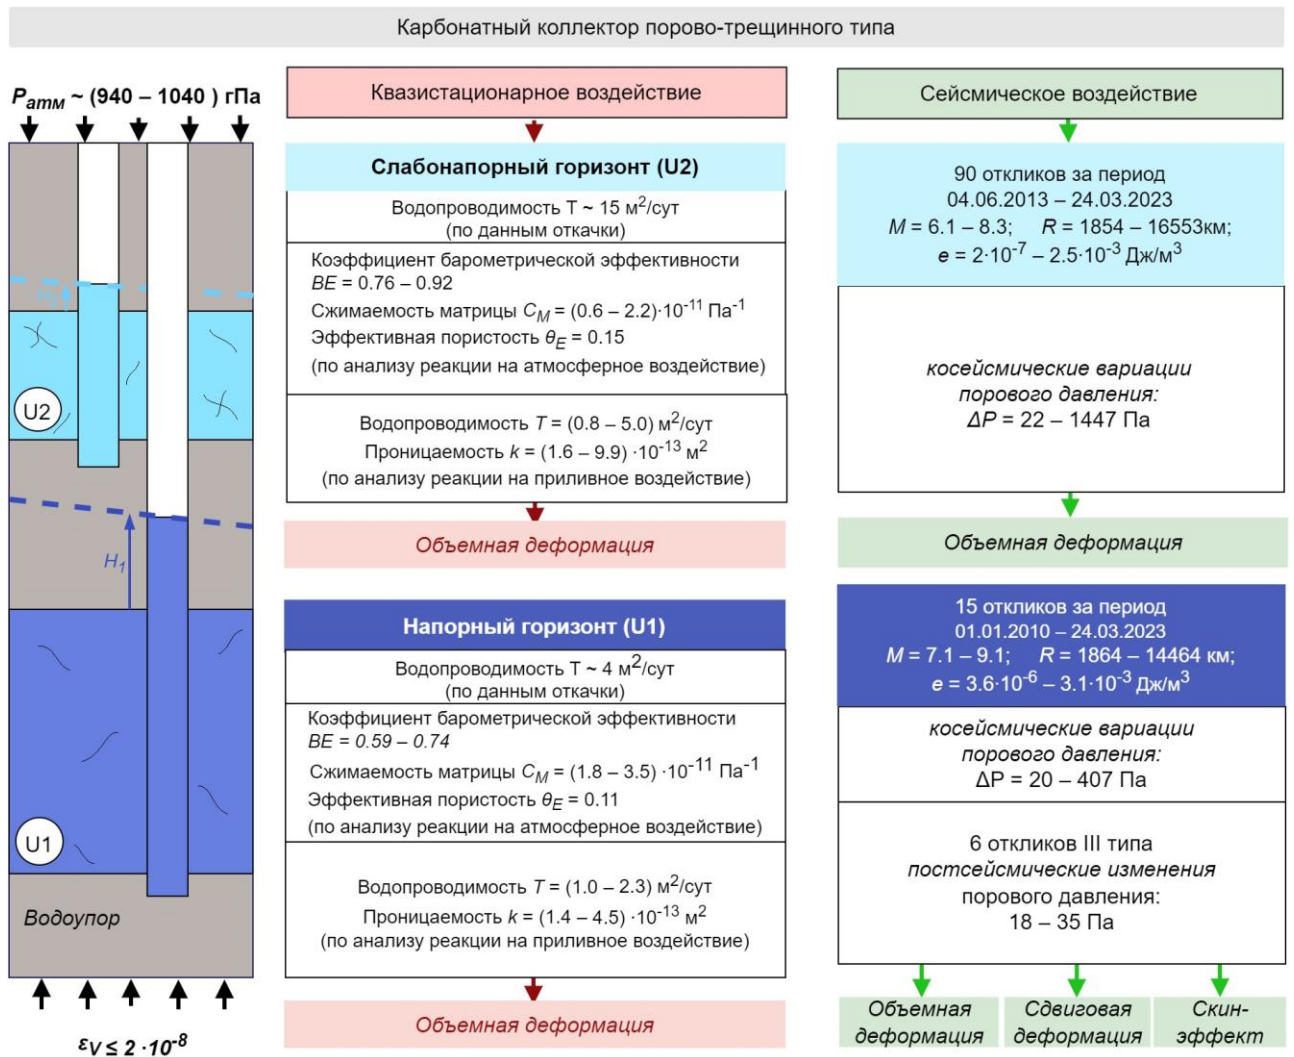 Карбонатный коллектор порово-трещинного типа
Pатм ~ (940 – 1040 ) гПа
U2
H1
U1
Водоупор
εV ≤ 2 ·10^-8
Квазистационарное воздействие
Слабонапорный горизонт (U2)
Водопроводимость T ~ 15 м^2/сут
(по данным откачки)
Коэффициент барометрической эффективности
BE = 0.76 – 0.92
Сжимаемость матрицы CM = (0.6 – 2.2)·10^-11 Па^-1
Эффективная пористость θE = 0.15
(по анализу реакции на атмосферное воздействие)
Водопроводимость T = (0.8 – 5.0) м^2/сут
Проницаемость k = (1.6 – 9.9) ·10^-13 м^2
(по анализу реакции на приливное воздействие)
Объемная деформация
Напорный горизонт (U1)
Водопроводимость T ~ 4 м^2/сут
(по данным откачки)
Коэффициент барометрической эффективности
BE = 0.59 – 0.74
Сжимаемость матрицы CM = (1.8 – 3.5) ·10^-11 Па^-1
Эффективная пористость θE = 0.11
(по анализу реакции на атмосферное воздействие)
Водопроводимость T = (1.0 – 2.3) м^2/сут
Проницаемость k = (1.4 – 4.5) ·10^-13 м^2
(по анализу реакции на приливное воздействие)
Объемная деформация
Сейсмическое воздействие
90 откликов за период
04.06.2013 – 24.03.2023
M = 6.1 – 8.3; R = 1854 – 16553км;
e = 2·10^-7 – 2.5·10^-3 Дж/м^3
косейсмические вариации
порового давления:
ΔP = 22 – 1447 Па
Объемная деформация
15 откликов за период
01.01.2010 – 24.03.2023
M = 7.1 – 9.1; R = 1864 – 14464 км;
e = 3.6·10^-6 – 3.1·10^-3 Дж/м^3
косейсмические вариации
порового давления:
ΔP = 20 – 407 Па
6 откликов III типа
постсейсмические изменения
порового давления:
18 – 35 Па
Объемная
деформация
Сдвиговая
деформация
Скин-
эффект